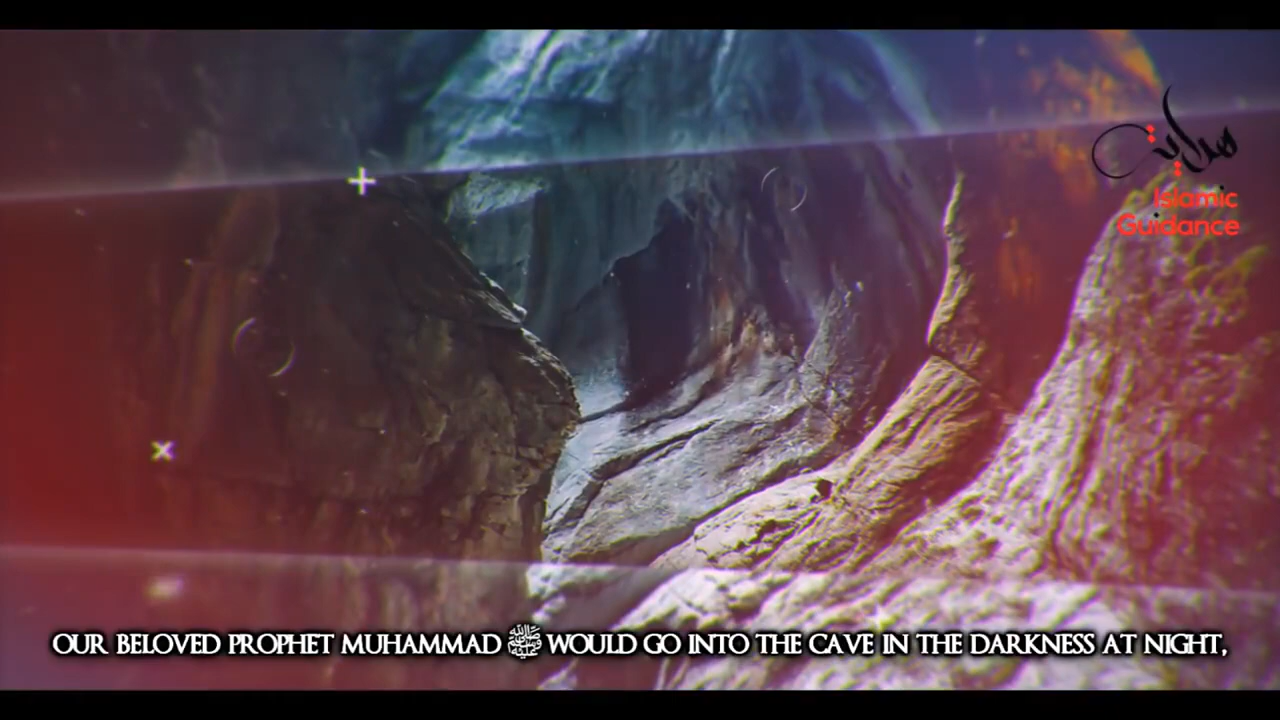 هداية
Islamic
Guidance
OUR BELOVED PROPHET MUHAMMAD ﷺ WOULD GO INTO THE CAVE IN THE DARKNESS AT NIGHT,